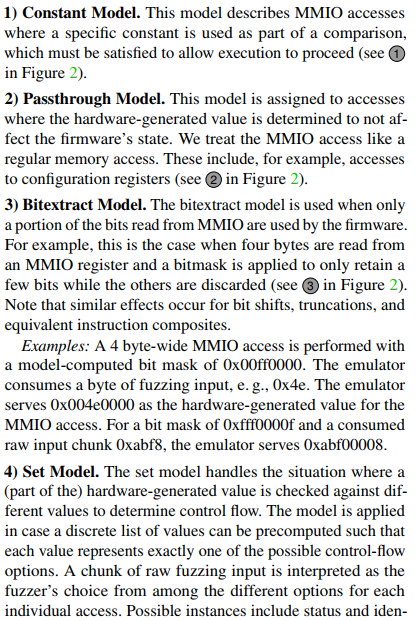 1) Constant Model. This model describes MMIO accesses
where a specific constant is used as part of a comparison,
which must be satisfied to allow execution to proceed (see ①
in Figure 2).
2) Passthrough Model. This model is assigned to accesses
where the hardware-generated value is determined to not af-
fect the firmware's state. We treat the MMIO access like a
regular memory access. These include, for example, accesses
to configuration registers (see ② in Figure 2).
3) Bitextract Model. The bitextract model is used when only
a portion of the bits read from MMIO are used by the firmware.
For example, this is the case when four bytes are read from
an MMIO register and a bitmask is applied to only retain a
few bits while the others are discarded (see ③ in Figure 2).
Note that similar effects occur for bit shifts, truncations, and
equivalent instruction composites.
Examples: A 4 byte-wide MMIO access is performed with
a model-computed bit mask of 0x00ff0000. The emulator
consumes a byte of fuzzing input, e. g., 0x4e. The emulator
serves 0x004e0000 as the hardware-generated value for the
MMIO access. For a bit mask of 0xfff0000f and a consumed
raw input chunk 0xabf8, the emulator serves 0xabf00008.
4) Set Model. The set model handles the situation where a
(part of the) hardware-generated value is checked against dif-
ferent values to determine control flow. The model is applied
in case a discrete list of values can be precomputed such that
each value represents exactly one of the possible control-flow
options. A chunk of raw fuzzing input is interpreted as the
fuzzer's choice from among the different options for each
individual access. Possible instances include status and iden-